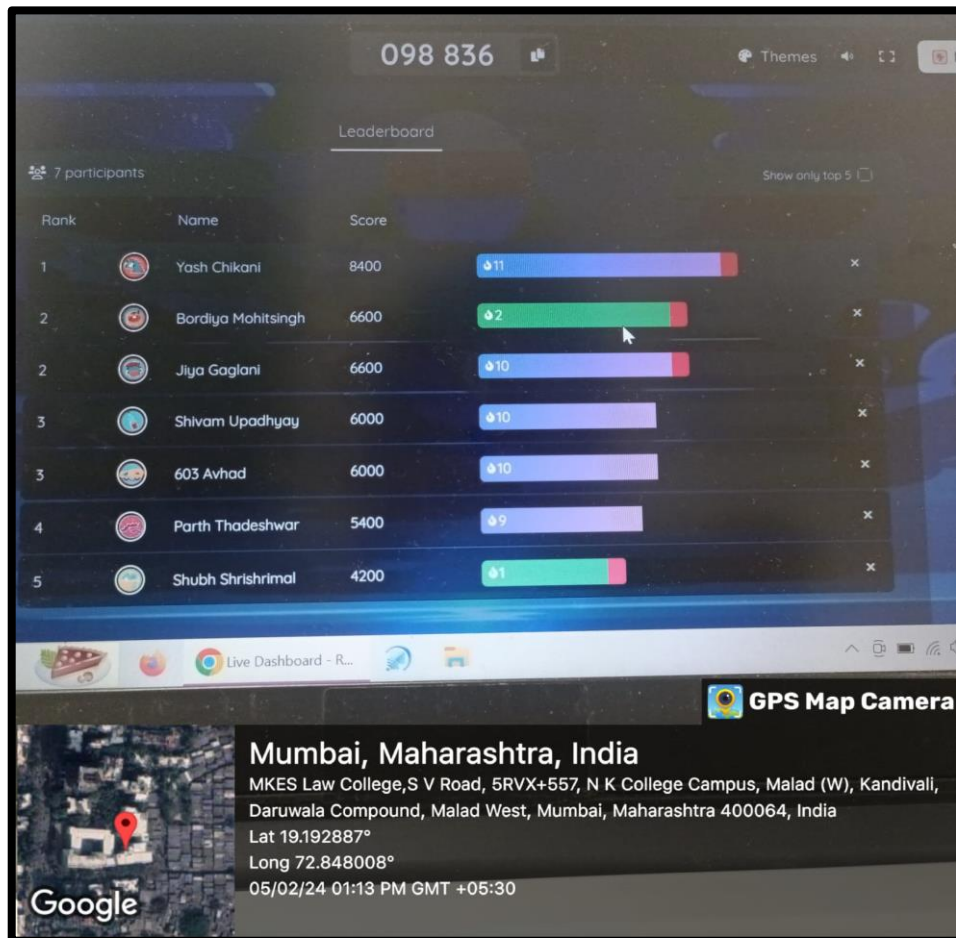 098 836
Themes
Leaderboard
7 participants
Show only top 5
Rank Name Score
1 Yash Chikani 8400 11
2 Bordiya Mohitsingh 6600 2
2 Jiya Gaglani 6600 10
3 Shivam Upadhyay 6000 10
3 603 Avhad 6000 10
4 Parth Thadeshwar 5400 9
5 Shubh Shrishrimal 4200 1
Live Dashboard - R...
GPS Map Camera
Mumbai, Maharashtra, India
MKES Law College,S V Road, 5RVX+557, N K College Campus, Malad (W), Kandivali,
Daruwala Compound, Malad West, Mumbai, Maharashtra 400064, India
Lat 19.192887°
Long 72.848008°
05/02/24 01:13 PM GMT +05:30
Google